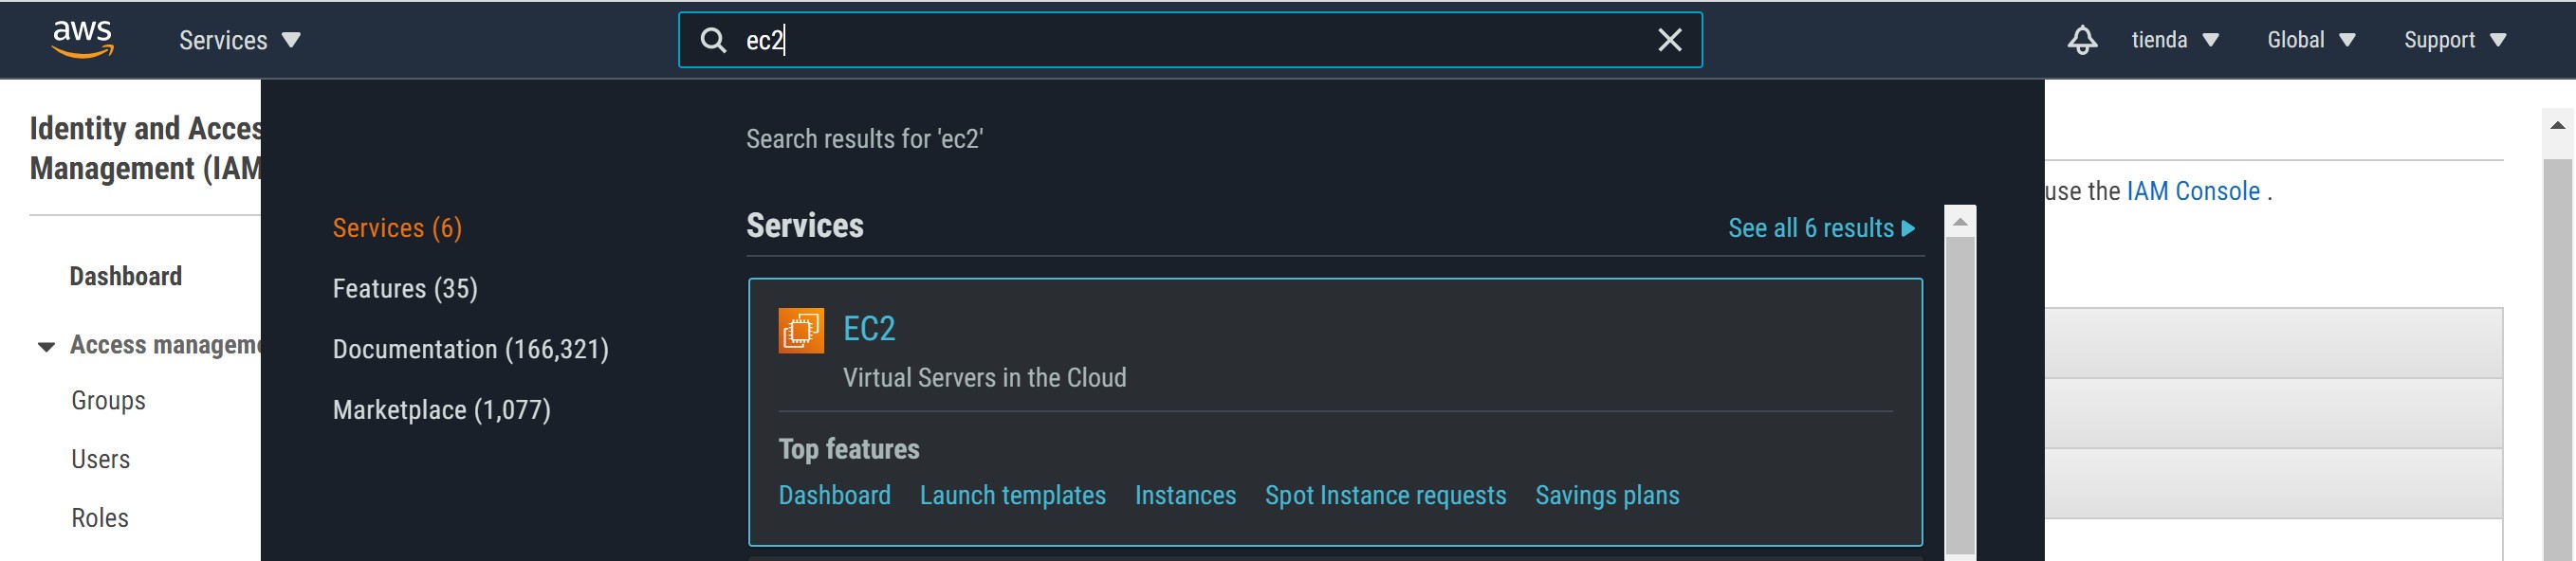 aws
Services
ec2
tienda
Global
Support
Identity and Acces
Management (IAM
Dashboard
Access managem
Groups
Users
Roles
Search results for 'ec2'
Services (6)
Features (35)
Documentation (166,321)
Marketplace (1,077)
Services
See all 6 results
EC2
Virtual Servers in the Cloud
Top features
Dashboard Launch templates Instances Spot Instance requests Savings plans
use the IAM Console .